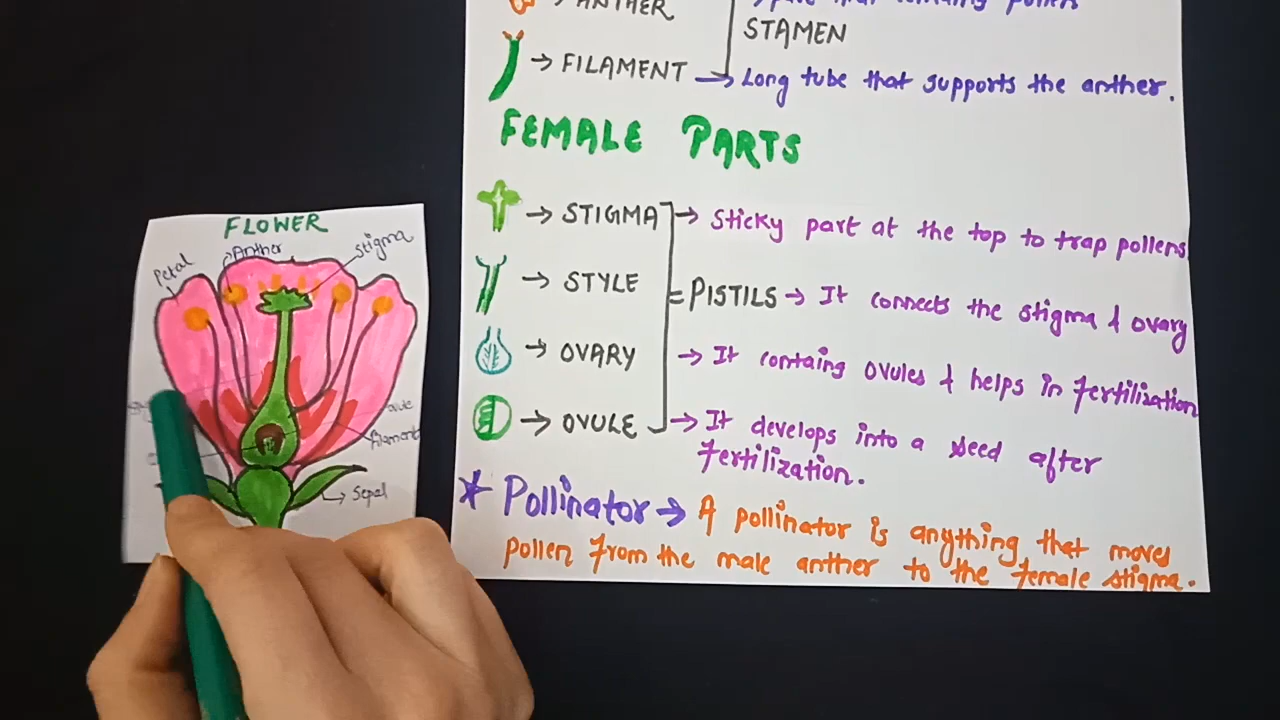 ANTHER
STAMEN
→ FILAMENT → Long tube that supports the anther.
FEMALE PARTS
→ STIGMA → Sticky part at the top to trap pollens
→ STYLE = PISTILS → It connects the stigma & ovary
→ OVARY → It containg ovules & helps in fertilization
→ OVULE → It develops into a seed after
fertilization.
* Pollinator → A pollinator is anything that moves
pollen from the male anther to the female stigma.
FLOWER
Petal
Anther
Stigma
filament
→ Sepal